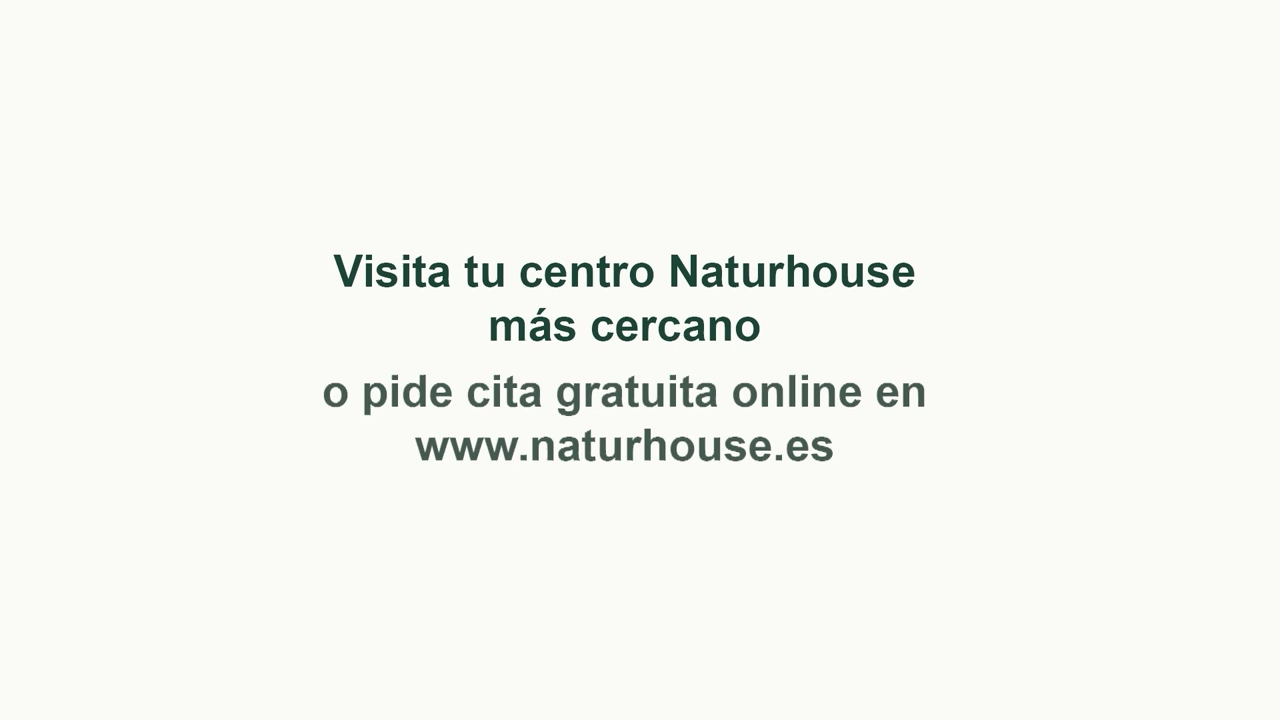 Visita tu centro Naturhouse
más cercano
o pide cita gratuita online en
www.naturhouse.es